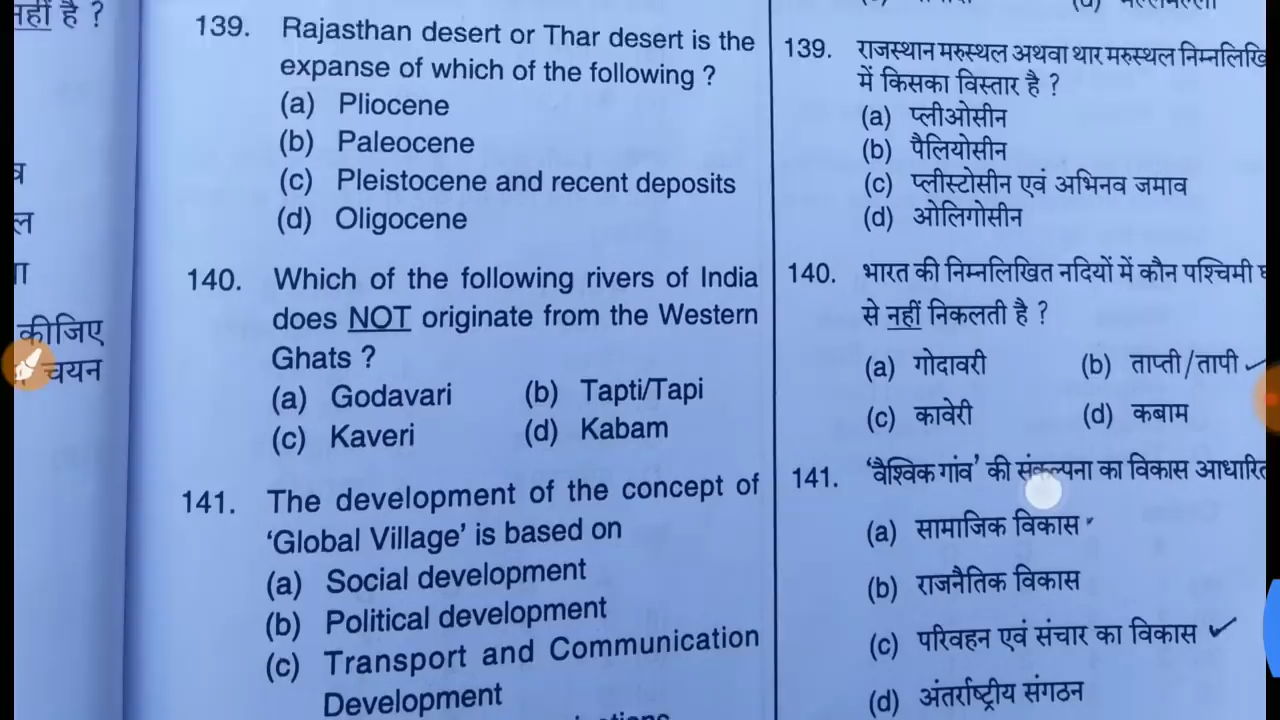 नहीं है ?
ल
कीजिए
चयन
139. Rajasthan desert or Thar desert is the
expanse of which of the following ?
(a) Pliocene
(b) Paleocene
(c) Pleistocene and recent deposits
(d) Oligocene
140. Which of the following rivers of India
does NOT originate from the Western
Ghats ?
(a) Godavari (b) Tapti/Tapi
(c) Kaveri (d) Kabam
141. The development of the concept of
‘Global Village’ is based on
(a) Social development
(b) Political development
(c) Transport and Communication
Development
139. राजस्थान मरुस्थल अथवा थार मरुस्थल
में किसका विस्तार है ?
(a) प्लीओसीन
(b) पैलियोसीन
(c) प्लीस्टोसीन एवं अभिनव जमाव
(d) ओलिगोसीन
140. भारत की निम्नलिखित नदियों में कौन पश्चिमी
से नहीं निकलती है ?
(a) गोदावरी (b) ताप्ती/तापी
(c) कावेरी (d) कबाम
141. ‘वैश्विक गांव’ की संकल्पना का विकास
(a) सामाजिक विकास
(b) राजनैतिक विकास
(c) परिवहन एवं संचार का विकास
(d) अंतर्राष्ट्रीय संगठन